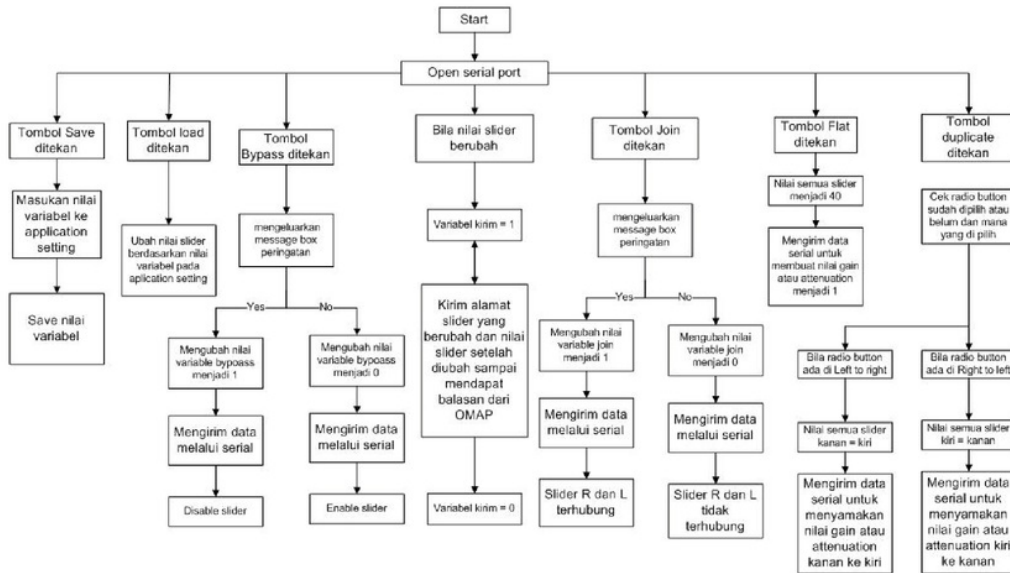 Start
Open serial port
Tombol Save
ditekan
Masukan nilai
variabel ke
application
setting
Save nilai
variabel
Tombol load
ditekan
Ubah nilai slider
berdasarkan nilai
variabel pada
aplication setting
Tombol
Bypass ditekan
mengeluarkan
message box
peringatan
Yes
No
Mengubah nilai
variable bypoass
menjadi 1
Mengirim data
melalui serial
Disable slider
Mengubah nilai
variable bypoass
menjadi 0
Mengirim data
melalui serial
Enable slider
Bila nilai slider
berubah
Variabel kirim = 1
Kirim alamat
slider yang
berubah dan nilai
slider setelah
diubah sampai
mendapat
balasan dari
OMAP
Variabel kirim = 0
Tombol Join
ditekan
mengeluarkan
message box
peringatan
Yes
No
Mengubah nilai
variable join
menjadi 1
Mengirim data
melalui serial
Slider R dan L
terhubung
Mengubah nilai
variable join
menjadi 0
Mengirim data
melalui serial
Slider R dan L
tidak
terhubung
Tombol Flat
ditekan
Nilai semua slider
menjadi 40
Mengirim data
serial untuk
membuat nilai gain
atau attenuation
menjadi 1
Tombol
duplicate
ditekan
Cek radio button
sudah dipilih atau
belum dan mana
yang di pilih
Bila radio button
ada di Left to right
Nilai semua slider
kanan = kiri
Mengirim data
serial untuk
menyamakan
nilai gain atau
attenuation
kanan ke kiri
Bila radio button
ada di Right to left
Nilai semua slider
kiri = kanan
Mengirim data
serial untuk
menyamakan
nilai gain atau
attenuation kiri
ke kanan